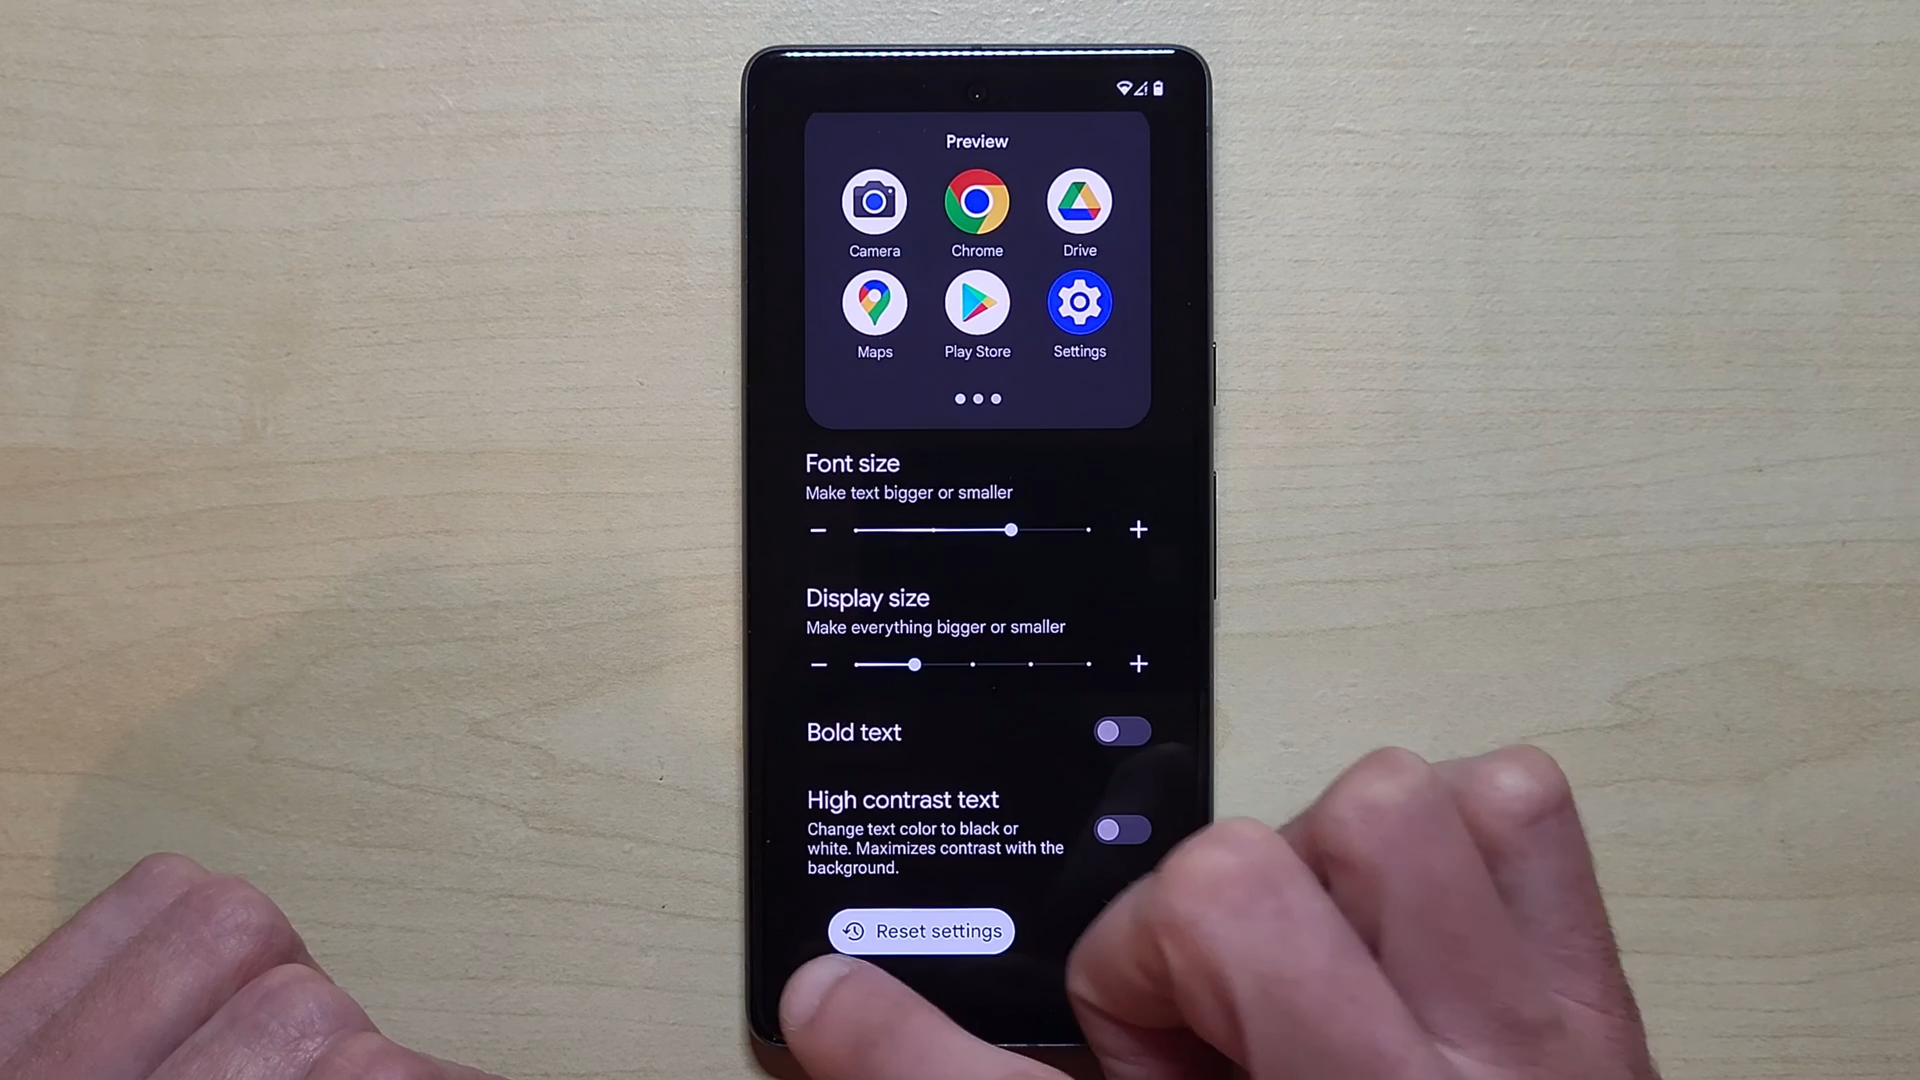 Preview
Camera Chrome Drive
Maps Play Store Settings
Font size
Make text bigger or smaller
Display size
Make everything bigger or smaller
Bold text
High contrast text
Change text color to black or
white. Maximizes contrast with the
background.
Reset settings